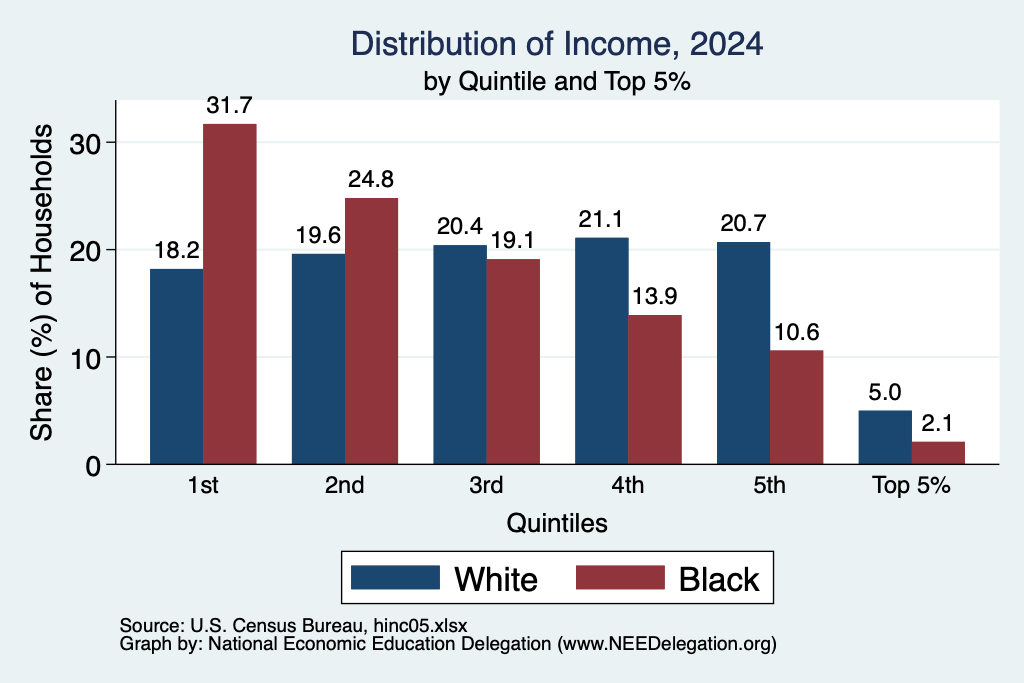 Distribution of Income, 2024
by Quintile and Top 5%
Share (%) of Households
30
20
10
0
18.2
31.7
19.6
24.8
20.4
19.1
21.1
13.9
20.7
10.6
5.0
2.1
1st
2nd
3rd
4th
5th
Top 5%
Quintiles
White
Black
Source: U.S. Census Bureau, hinc05.xlsx
Graph by: National Economic Education Delegation (www.NEEDelegation.org)